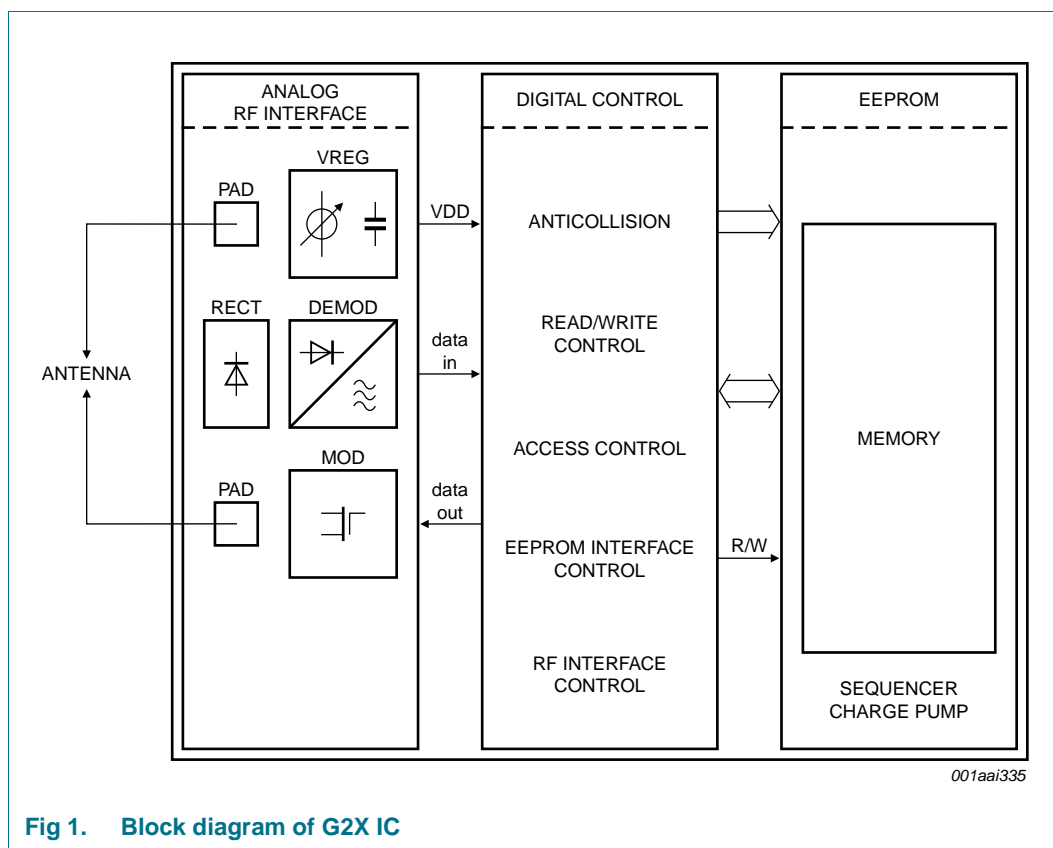 ANALOG
RF INTERFACE
DIGITAL CONTROL
EEPROM
VREG
PAD
VDD
ANTICOLLISION
RECT
DEMOD
data
in
READ/WRITE
CONTROL
ANTENNA
MEMORY
ACCESS CONTROL
MOD
PAD
data
out
EEPROM INTERFACE
CONTROL
R/W
RF INTERFACE
CONTROL
SEQUENCER
CHARGE PUMP
001aai335
Fig 1. Block diagram of G2X IC